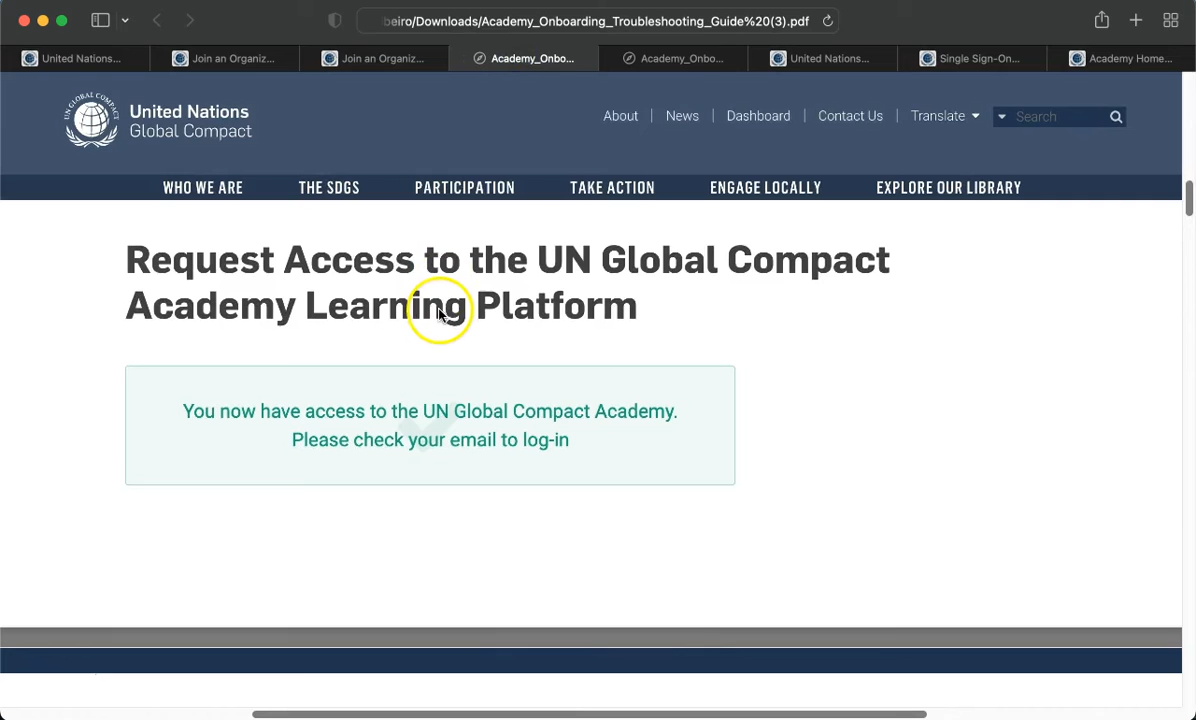 beiro/Downloads/Academy_Onboarding_Troubleshooting_Guide%20(3).pdf
United Nations...
Join an Organiz...
Join an Organiz...
Academy_Onbo...
Academy_Onbo...
United Nations...
Single Sign-On...
Academy Home...
United Nations
Global Compact
About
News
Dashboard
Contact Us
Translate
Search
WHO WE ARE
THE SDGS
PARTICIPATION
TAKE ACTION
ENGAGE LOCALLY
EXPLORE OUR LIBRARY
Request Access to the UN Global Compact
Academy Learning Platform
You now have access to the UN Global Compact Academy.
Please check your email to log-in